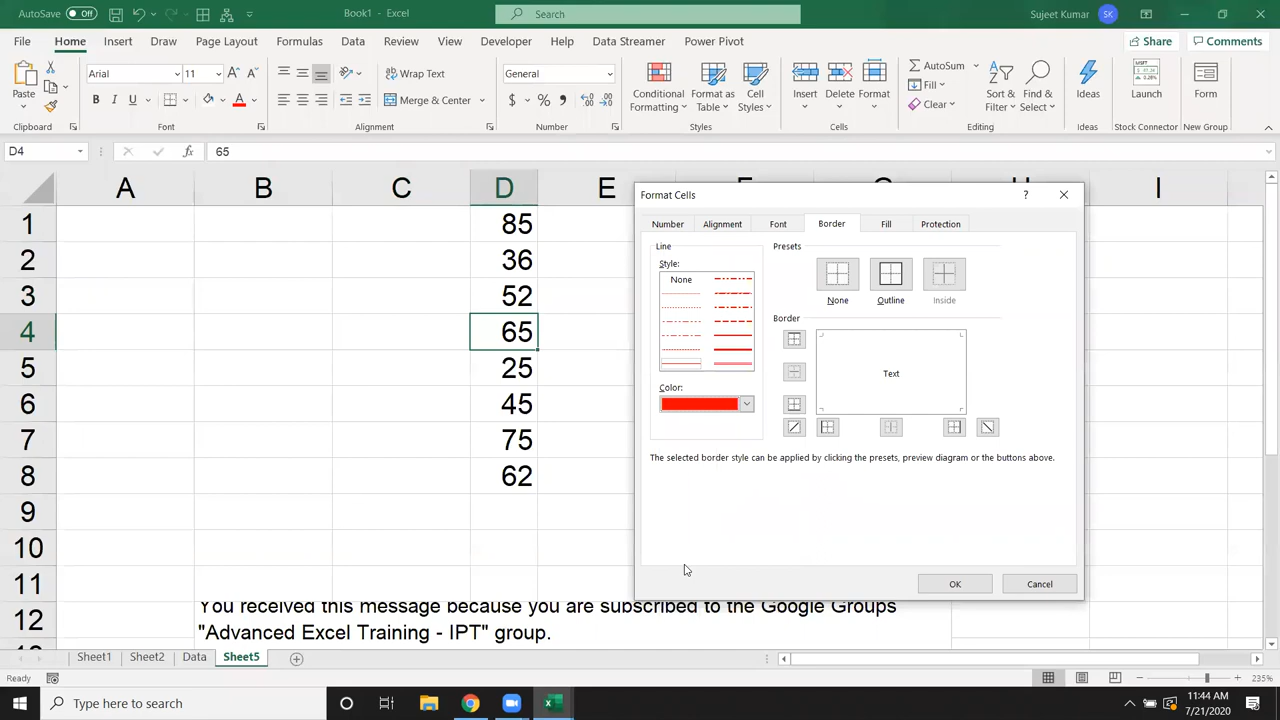 AutoSave Off Book1 - Excel Search Sujeet Kumar SK
File Home Insert Draw Page Layout Formulas Data Review View Developer Help Data Streamer Power Pivot Share Comments
Paste Arial 11 Wrap Text General Conditional Formatting Format as Table Cell Styles Insert Delete Format AutoSum Sort & Filter Find & Select Ideas Launch Form
B I U Merge & Center $ % Fill
Clear
Clipboard Font Alignment Number Styles Cells Editing Ideas Stock Connector New Group
D4 fx 65
A B C D E I
1 85
2 36
3 52
4 65
5 25
6 45
7 75
8 62
9
10
11
12
You received this message because you are subscribed to the Google Groups
"Advanced Excel Training - IPT" group.
Format Cells ?
Number Alignment Font Border Fill Protection
Line Presets
Style:
None
None Outline Inside
Border
Text
Color:
The selected border style can be applied by clicking the presets, preview diagram or the buttons above.
OK Cancel
Sheet1 Sheet2 Data Sheet5
Ready 235%
Type here to search 11:44 AM
7/21/2020